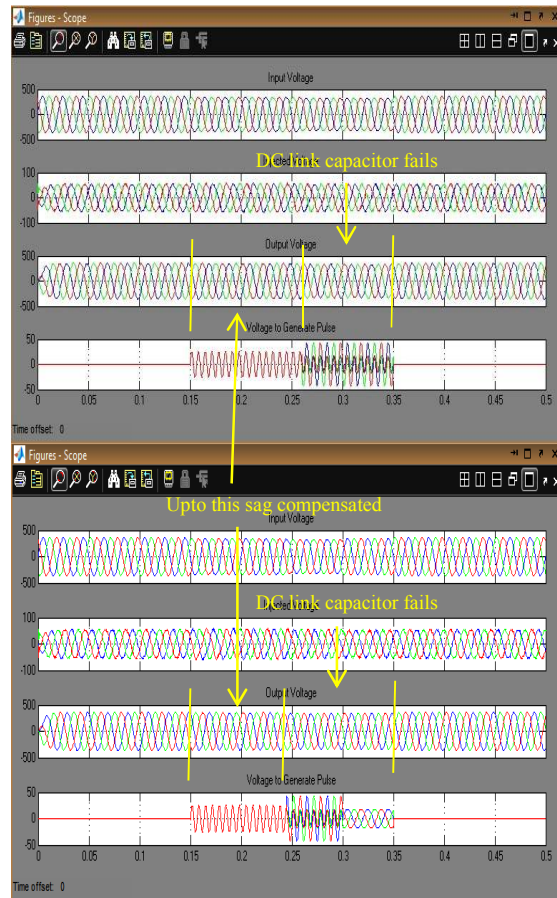 Figures - Scope
Input Voltage
500
0
-500
DC link capacitor fails
100
0
-100
Output Voltage
500
0
-500
Voltage to Generate Pulse
50
0
-50
0 0.05 0.1 0.15 0.2 0.25 0.3 0.35 0.4 0.45 0.5
Time offset: 0
Figures - Scope
Upto this sag compensated
Input Voltage
500
0
-500
DC link capacitor fails
100
0
-100
Output Voltage
500
0
-500
Voltage to Generate Pulse
50
0
-50
0 0.05 0.1 0.15 0.2 0.25 0.3 0.35 0.4 0.45 0.5
Time offset: 0